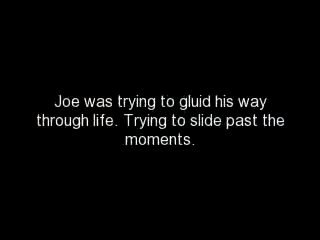 Joe was trying to gluid his way
through life. Trying to slide past the
moments.